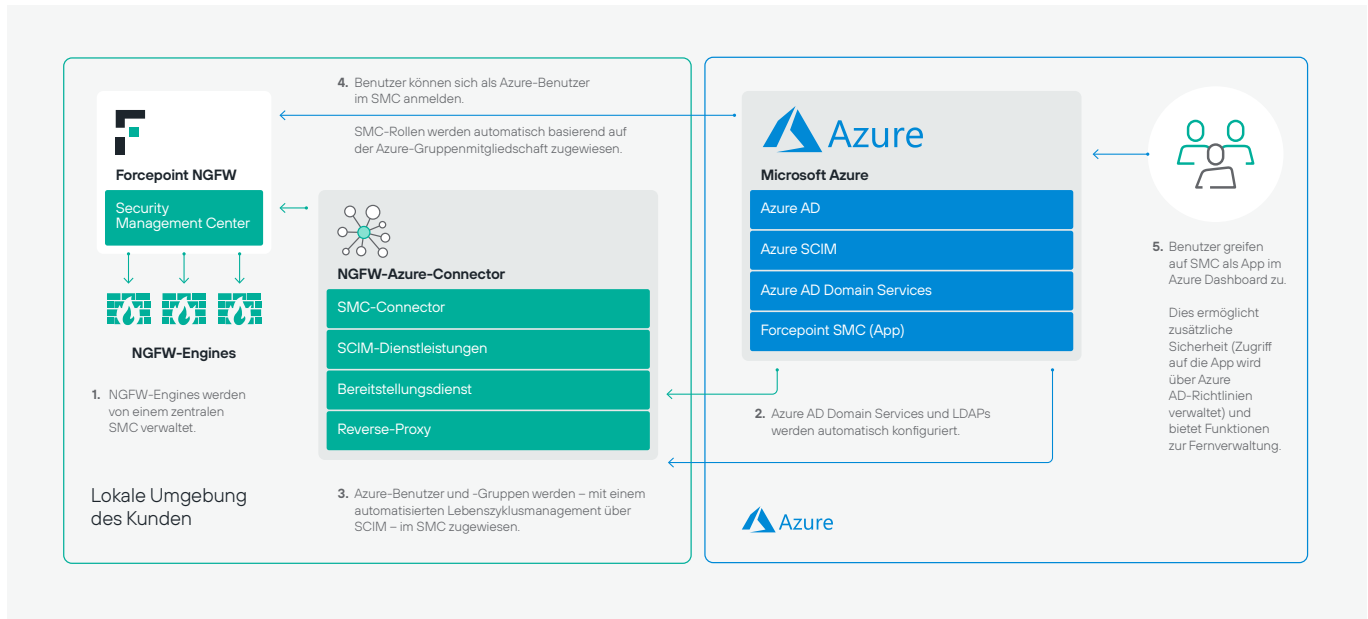 4. Benutzer können sich als Azure-Benutzer
im SMC anmelden.
SMC-Rollen werden automatisch basierend auf
der Azure-Gruppenmitgliedschaft zugewiesen.
Forcepoint NGFW
Security
Management Center
NGFW-Engines
1. NGFW-Engines werden
von einem zentralen
SMC verwaltet.
Lokale Umgebung
des Kunden
NGFW-Azure-Connector
SMC-Connector
SCIM-Dienstleistungen
Bereitstellungsdienst
Reverse-Proxy
3. Azure-Benutzer und -Gruppen werden – mit einem
automatisierten Lebenszyklusmanagement über
SCIM – im SMC zugewiesen.
Azure
Microsoft Azure
Azure AD
Azure SCIM
Azure AD Domain Services
Forcepoint SMC (App)
2. Azure AD Domain Services und LDAPs
werden automatisch konfiguriert.
Azure
5. Benutzer greifen
auf SMC als App im
Azure Dashboard zu.
Dies ermöglicht
zusätzliche
Sicherheit (Zugriff
auf die App wird
über Azure
AD-Richtlinien
verwaltet) und
bietet Funktionen
zur Fernverwaltung.